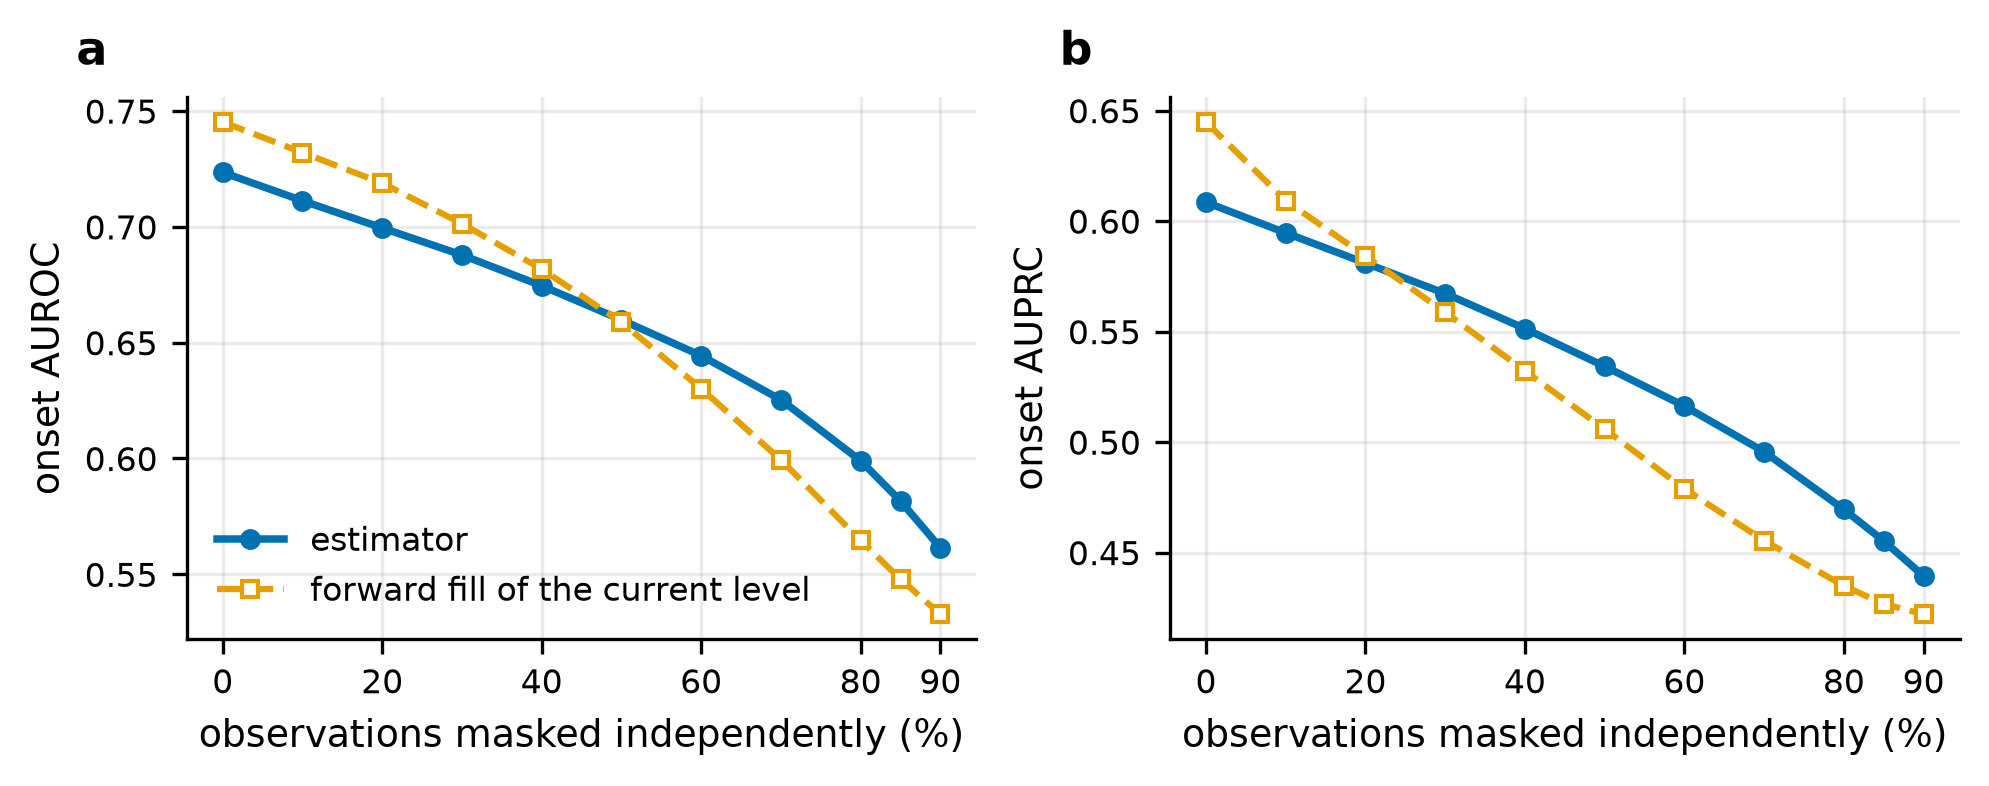 a
0.75
0.70
0.65
0.60
0.55
onset AUROC
estimator
forward fill of the current level
0 20 40 60 80 90
observations masked independently (%)
b
0.65
0.60
0.55
0.50
0.45
onset AUPRC
0 20 40 60 80 90
observations masked independently (%)